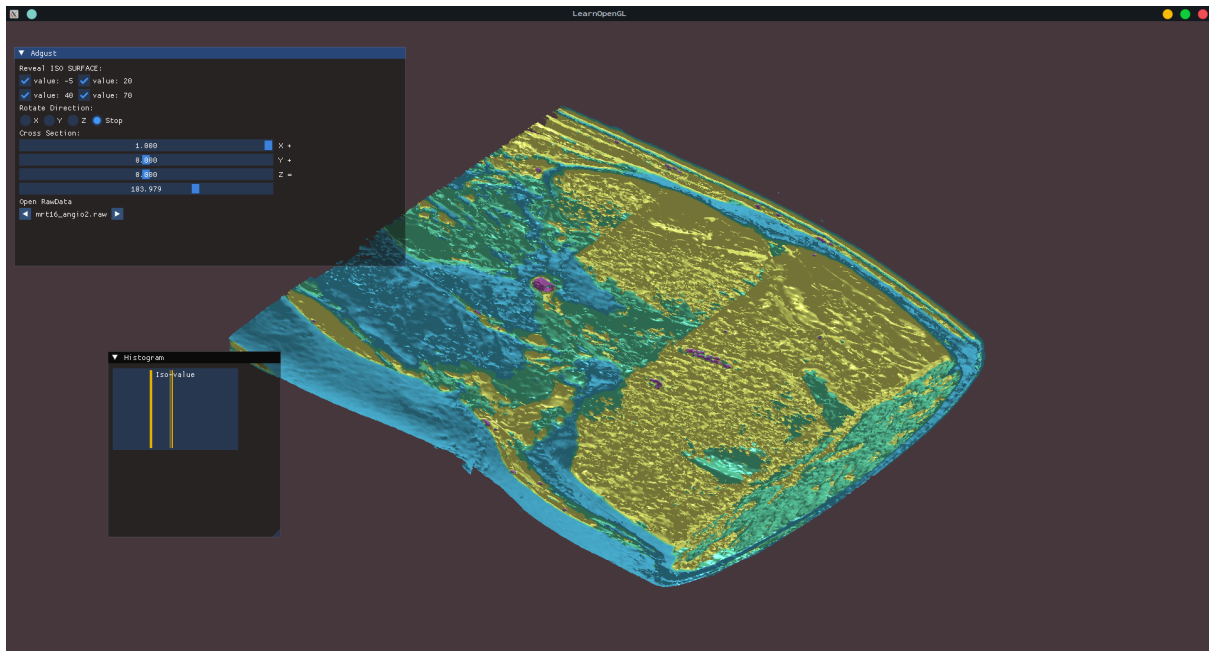 LearnOpenGL
Adgust
Reveal ISO SURFACE:
value: -5 value: 20
value: 40 value: 70
Rotate Direction:
X Y Z Stop
Cross Section:
1.000 X +
0.000 Y +
0.000 Z =
103.979
Open RawData
mrt16_angio2.raw
Histogram
Iso-value